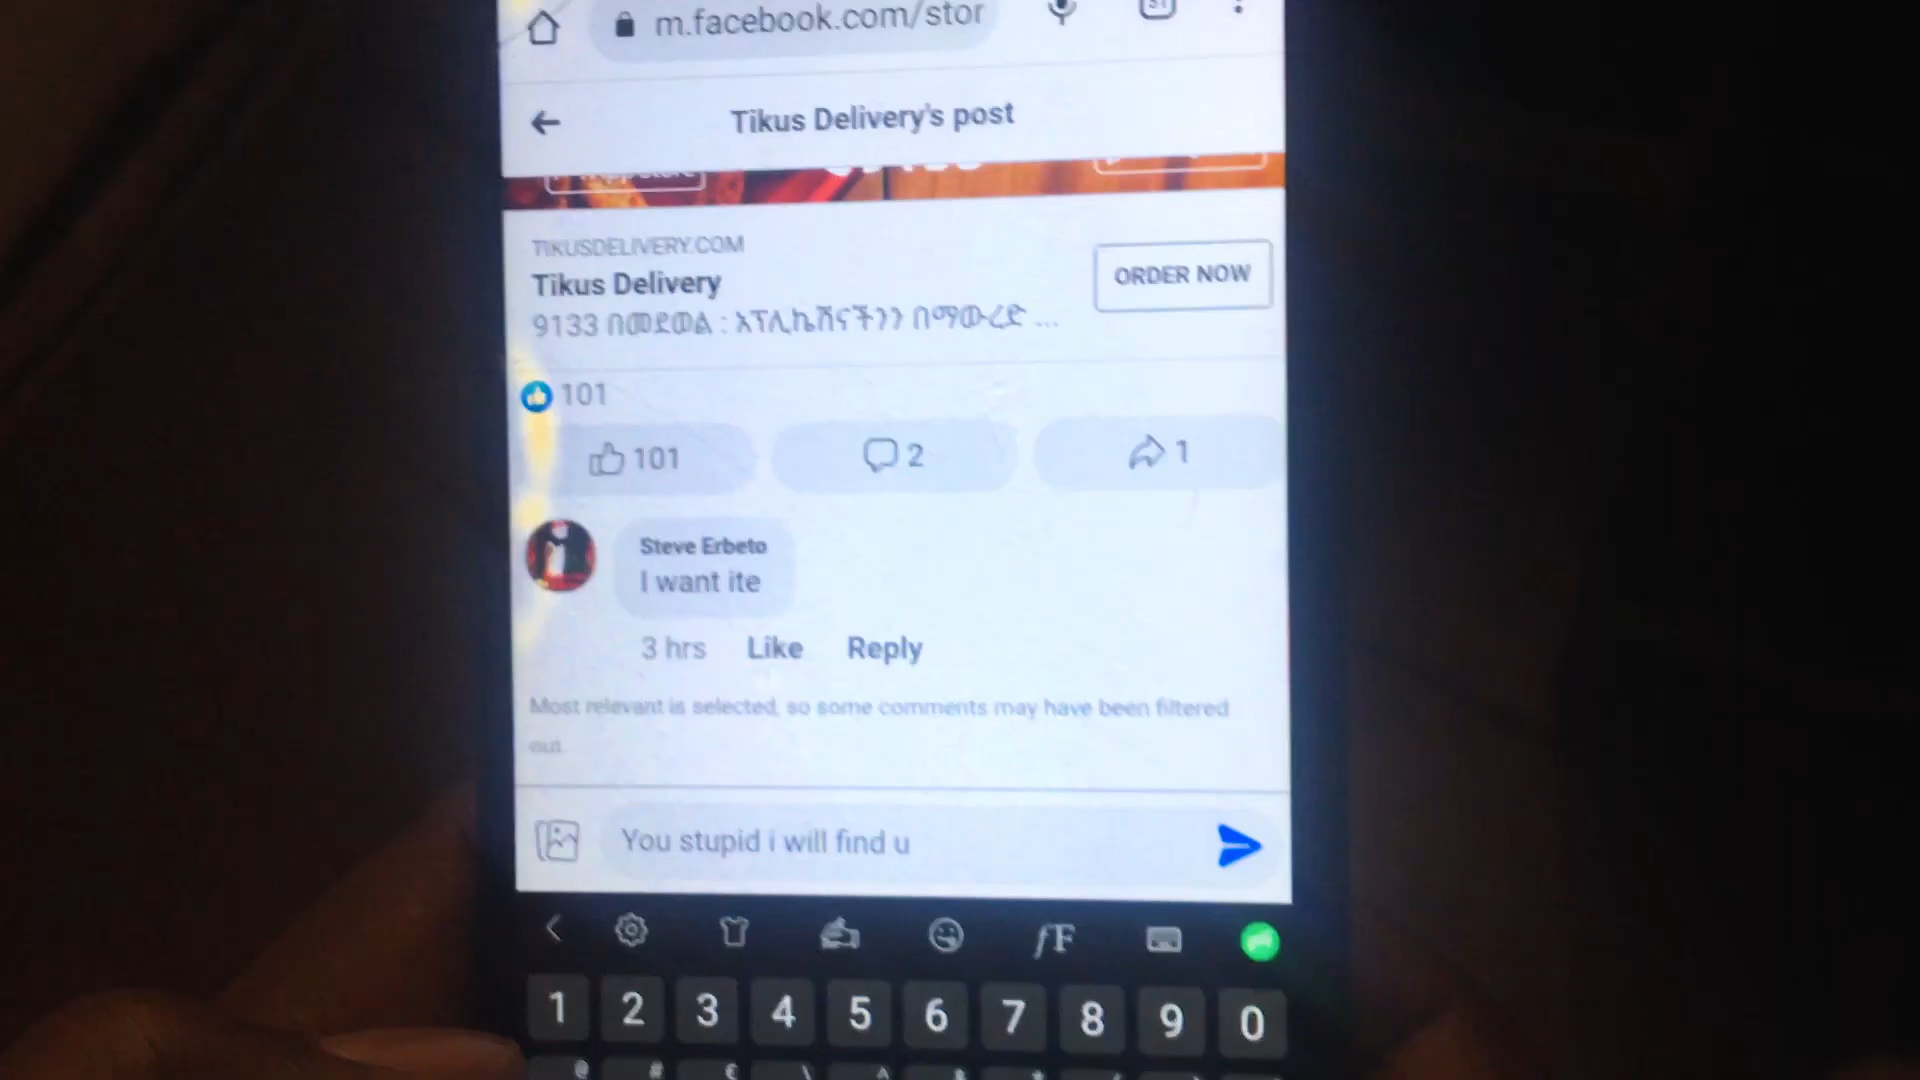 m.facebook.com/stor
Tikus Delivery's post
TIKUSDELIVERY.COM
Tikus Delivery
ORDER NOW
9133 በመደወል : አፕሊኬሽናችንን በማውረድ ...
101
101
2
1
Steve Erbeto
I want ite
3 hrs Like Reply
Most relevant is selected, so some comments may have been filtered
out.
You stupid i will find u
fF
1 2 3 4 5 6 7 8 9 0